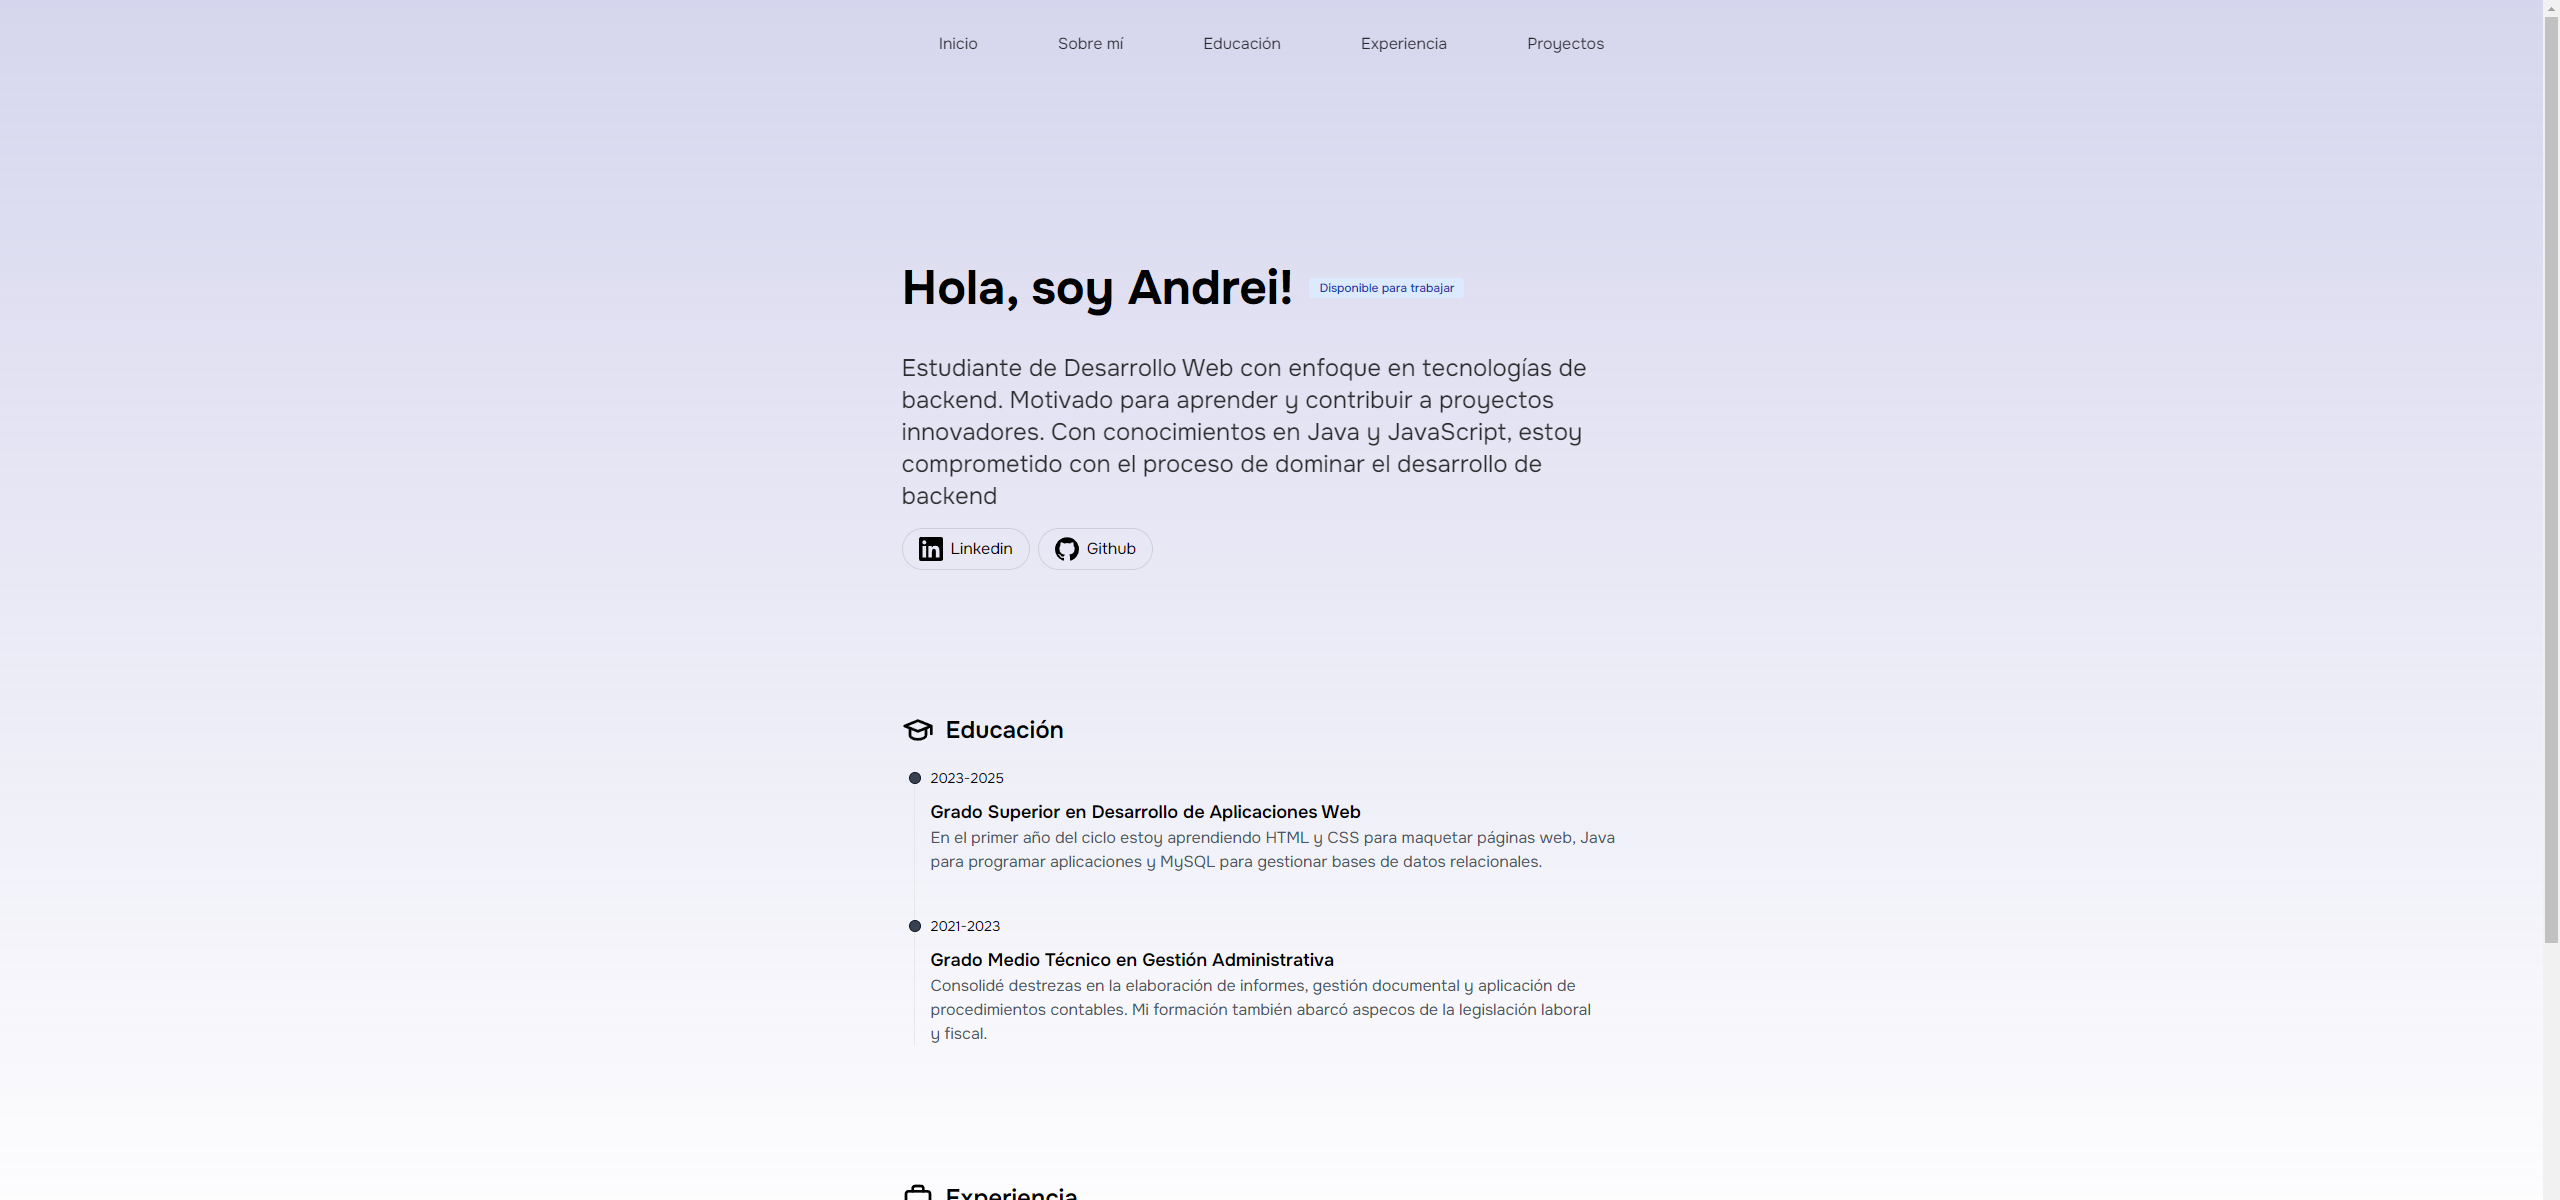 Inicio Sobre mí Educación Experiencia Proyectos
Hola, soy Andrei! Disponible para trabajar
Estudiante de Desarrollo Web con enfoque en tecnologías de
backend. Motivado para aprender y contribuir a proyectos
innovadores. Con conocimientos en Java y JavaScript, estoy
comprometido con el proceso de dominar el desarrollo de
backend
Linkedin Github
Educación
2023-2025
Grado Superior en Desarrollo de Aplicaciones Web
En el primer año del ciclo estoy aprendiendo HTML y CSS para maquetar páginas web, Java
para programar aplicaciones y MySQL para gestionar bases de datos relacionales.
2021-2023
Grado Medio Técnico en Gestión Administrativa
Consolidé destrezas en la elaboración de informes, gestión documental y aplicación de
procedimientos contables. Mi formación también abarcó aspecos de la legislación laboral
y fiscal.
Experiencia